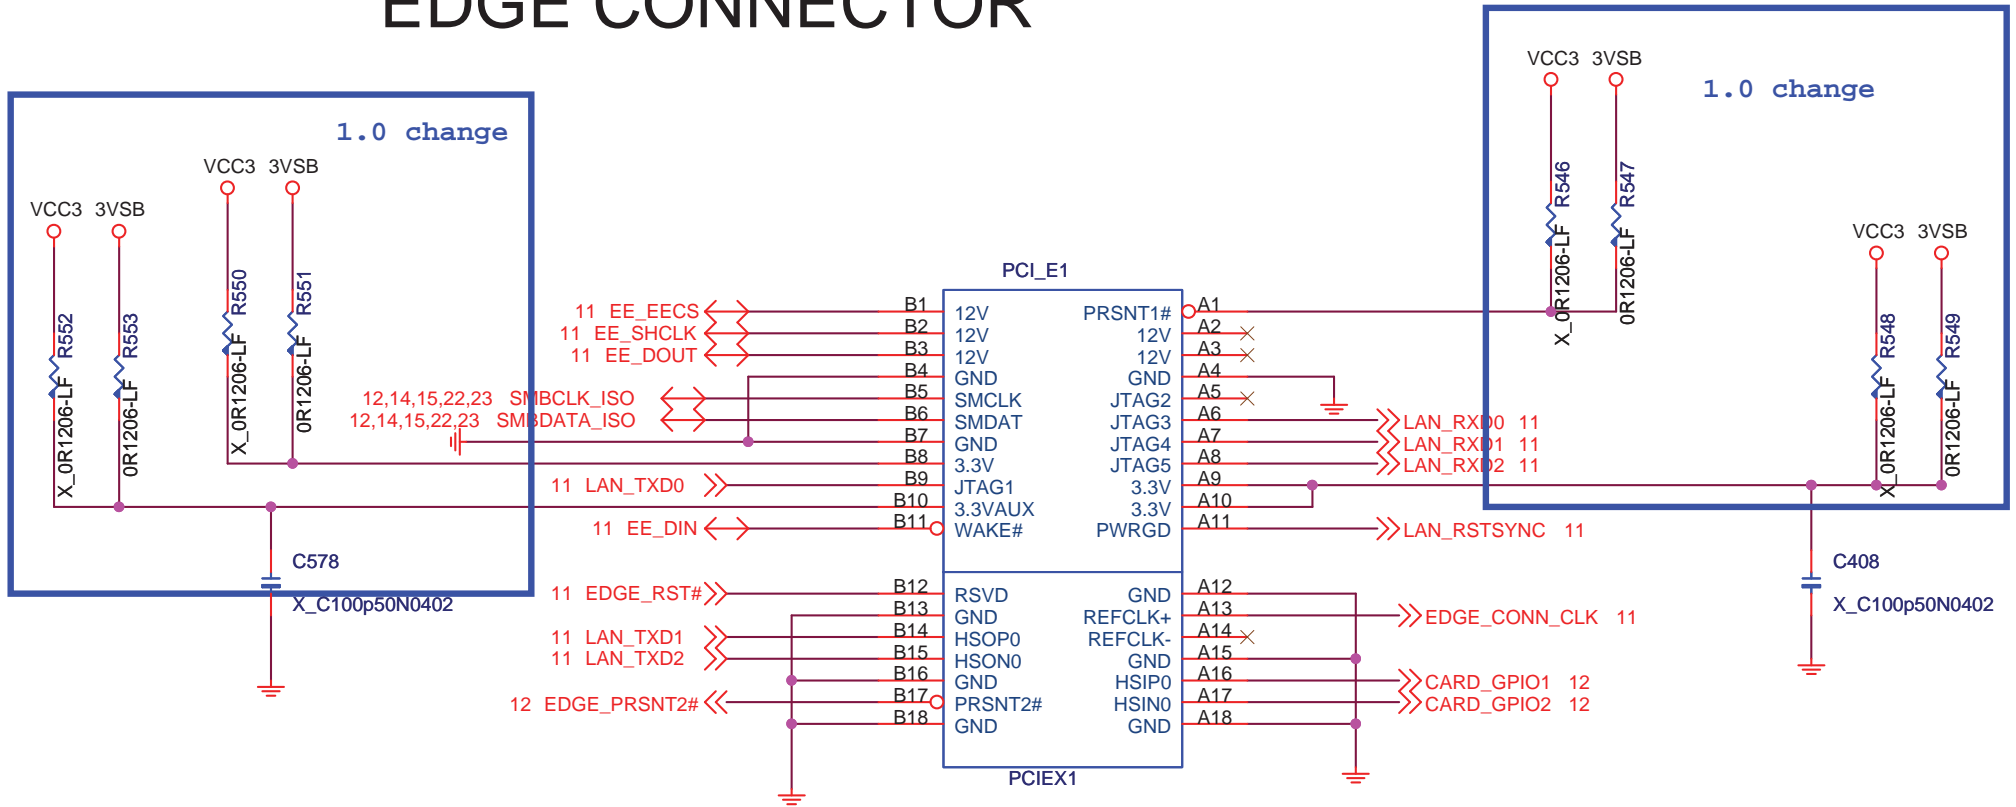 EDGE CONNECTOR
1.0 change
VCC3 3VSB
VCC3 3VSB
R552
X_0R1206-LF
R553
0R1206-LF
R550
X_0R1206-LF
R551
0R1206-LF
C578
X_C100p50N0402
11 EE_EECS
11 EE_SHCLK
11 EE_DOUT
12,14,15,22,23 SMBCLK_ISO
12,14,15,22,23 SMBDATA_ISO
11 LAN_TXD0
11 EE_DIN
11 EDGE_RST#
11 LAN_TXD1
11 LAN_TXD2
12 EDGE_PRSNT2#
PCI_E1
B1 12V PRSNT1# A1
B2 12V 12V A2
B3 12V 12V A3
B4 GND GND A4
B5 SMCLK JTAG2 A5
B6 SMDAT JTAG3 A6
B7 GND JTAG4 A7
B8 3.3V JTAG5 A8
B9 JTAG1 3.3V A9
B10 3.3VAUX 3.3V A10
B11 WAKE# PWRGD A11
B12 RSVD GND A12
B13 GND REFCLK+ A13
B14 HSOP0 REFCLK- A14
B15 HSON0 GND A15
B16 GND HSIP0 A16
B17 PRSNT2# HSIN0 A17
B18 GND GND A18
PCIEX1
LAN_RXD0 11
LAN_RXD1 11
LAN_RXD2 11
LAN_RSTSYNC 11
EDGE_CONN_CLK 11
CARD_GPIO1 12
CARD_GPIO2 12
1.0 change
VCC3 3VSB
R546
X_0R1206-LF
R547
0R1206-LF
VCC3 3VSB
R548
X_0R1206-LF
R549
0R1206-LF
C408
X_C100p50N0402